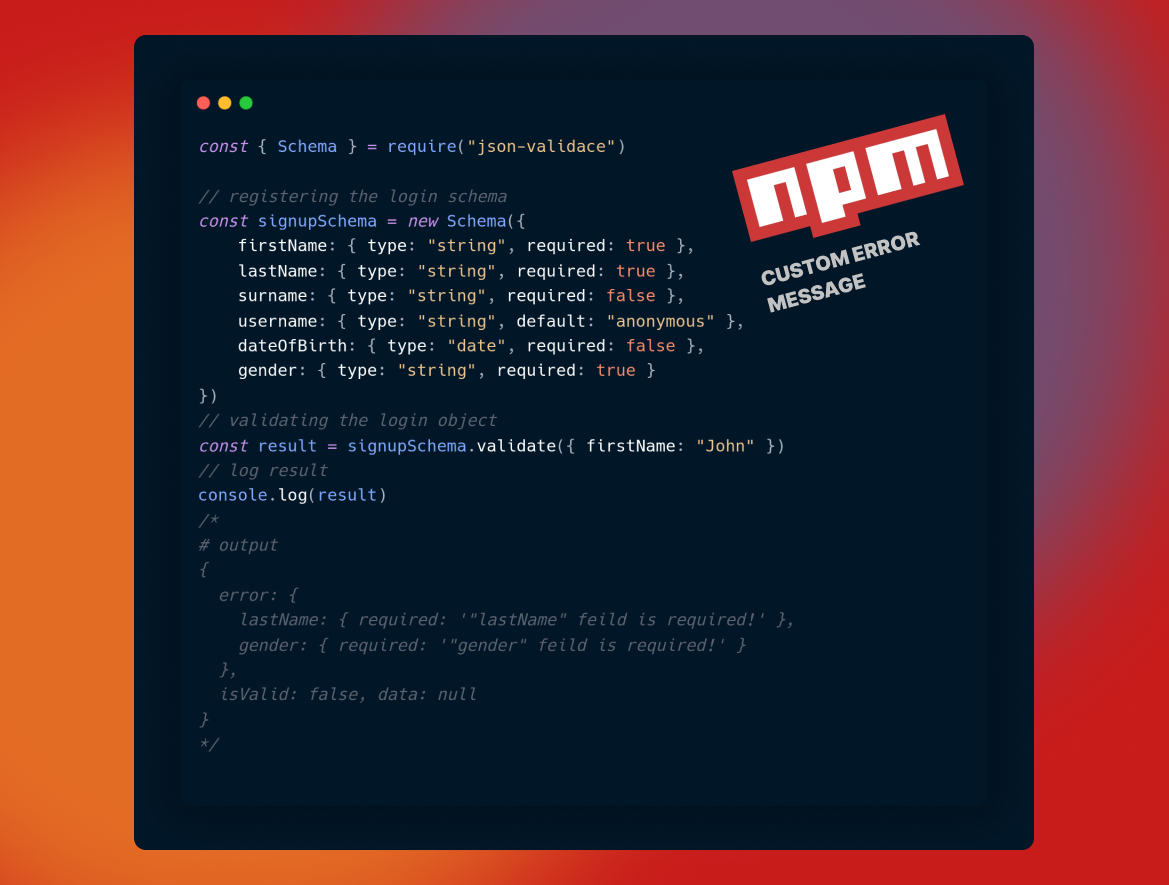 const { Schema } = require("json-validace")
// registering the login schema
const signupSchema = new Schema({
    firstName: { type: "string", required: true },
    lastName: { type: "string", required: true },
    surname: { type: "string", required: false },
    username: { type: "string", default: "anonymous" },
    dateOfBirth: { type: "date", required: false },
    gender: { type: "string", required: true }
})
// validating the login object
const result = signupSchema.validate({ firstName: "John" })
// log result
console.log(result)
/*
# output
{
  error: {
    lastName: { required: '"lastName" feild is required!' },
    gender: { required: '"gender" feild is required!' }
  },
  isValid: false, data: null
}
*/
npm
CUSTOM ERROR
MESSAGE